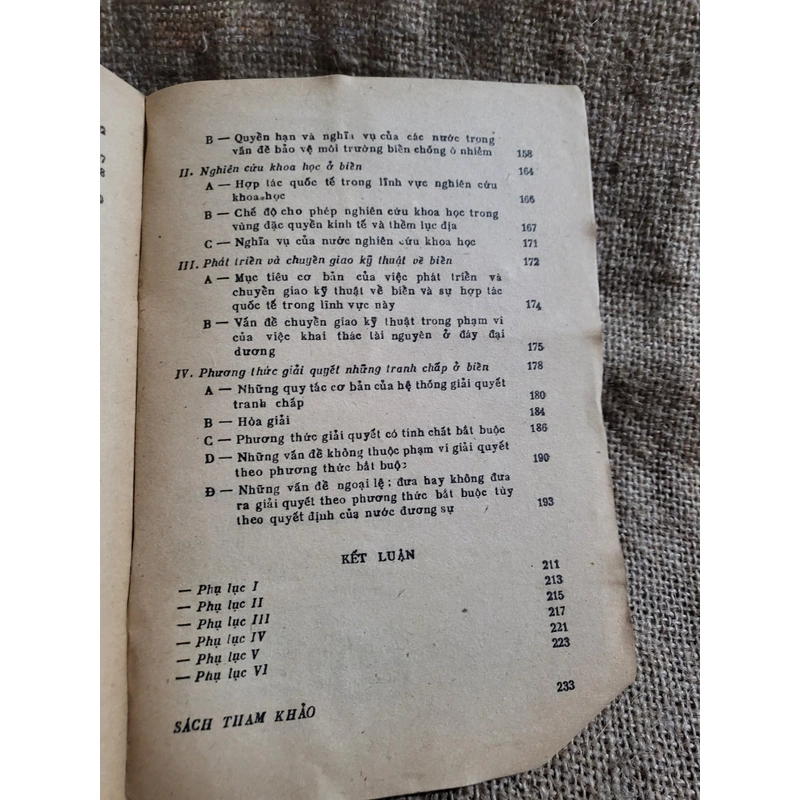 B — Quyền hạn và nghĩa vụ của các nước trong
vấn đề bảo vệ môi trường biển chống ô nhiễm 158
II. Nghiên cứu khoa học ở biển 164
A — Hợp tác quốc tế trong lĩnh vực nghiên cứu
khoa học 166
B — Chế độ cho phép nghiên cứu khoa học trong
vùng đặc quyền kinh tế và thềm lục địa 167
C — Nghĩa vụ của nước nghiên cứu khoa học 171
III. Phát triển và chuyển giao kỹ thuật về biển 172
A — Mục tiêu cơ bản của việc phát triển và
chuyển giao kỹ thuật về biển và sự hợp tác
quốc tế trong lĩnh vực này 174
B — Vấn đề chuyển giao kỹ thuật trong phạm vi
của việc khai thác tài nguyên ở đáy đại
dương 175
IV. Phương thức giải quyết những tranh chấp ở biển 178
A — Những quy tắc cơ bản của hệ thống giải quyết
tranh chấp 180
B — Hòa giải 184
C — Phương thức giải quyết có tính chất bắt buộc 186
D — Những vấn đề không thuộc phạm vi giải quyết
theo phương thức bắt buộc 190
Đ — Những vấn đề ngoại lệ: đưa hay không đưa
ra giải quyết theo phương thức bắt buộc tùy
theo quyết định của nước đương sự 193
KẾT LUẬN 211
— Phụ lục I 213
— Phụ lục II 215
— Phụ lục III 217
— Phụ lục IV 221
— Phụ lục V 223
— Phụ lục VI
SÁCH THAM KHẢO 233